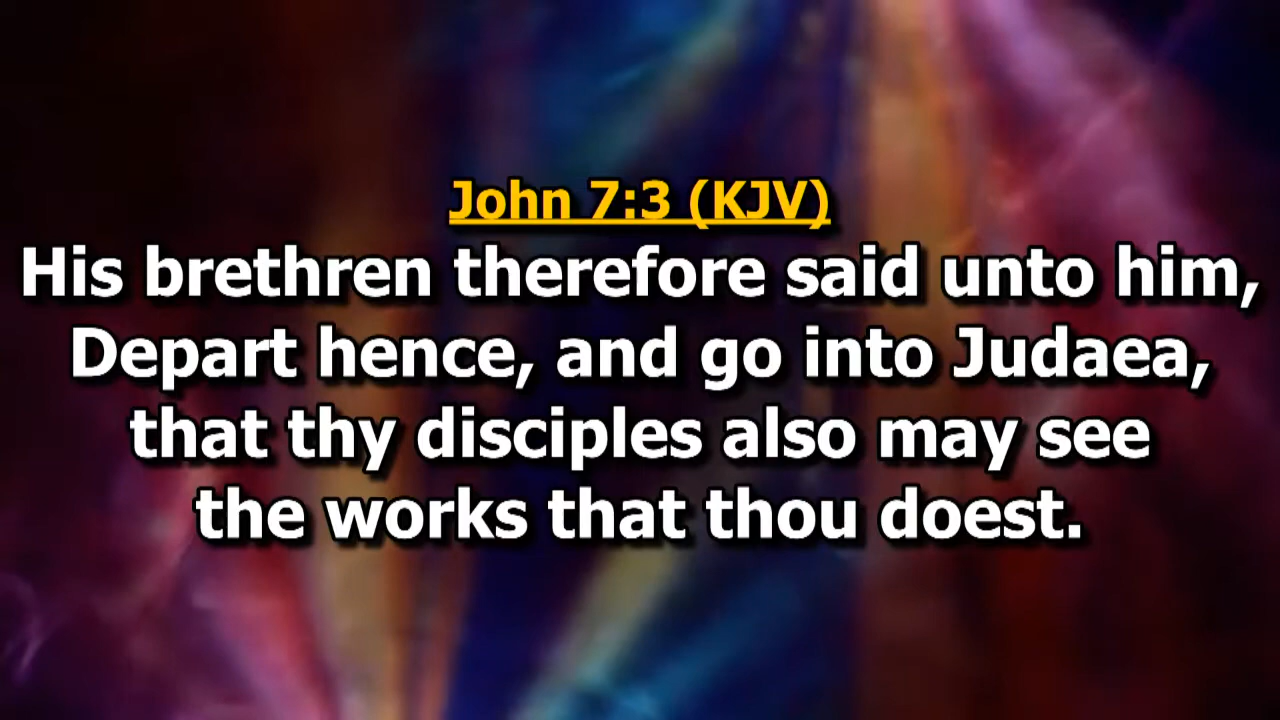 John 7:3 (KJV)
His brethren therefore said unto him,
Depart hence, and go into Judaea,
that thy disciples also may see
the works that thou doest.